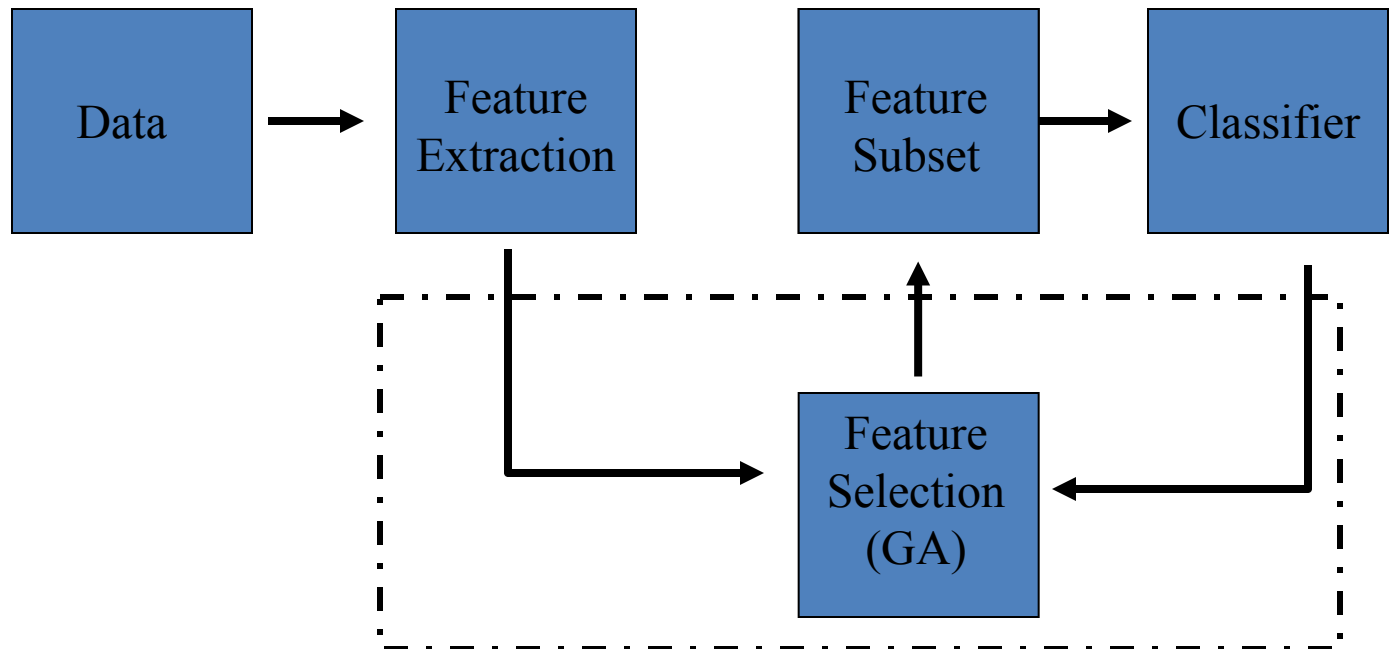 Data
Feature
Extraction
Feature
Subset
Classifier
Feature
Selection
(GA)